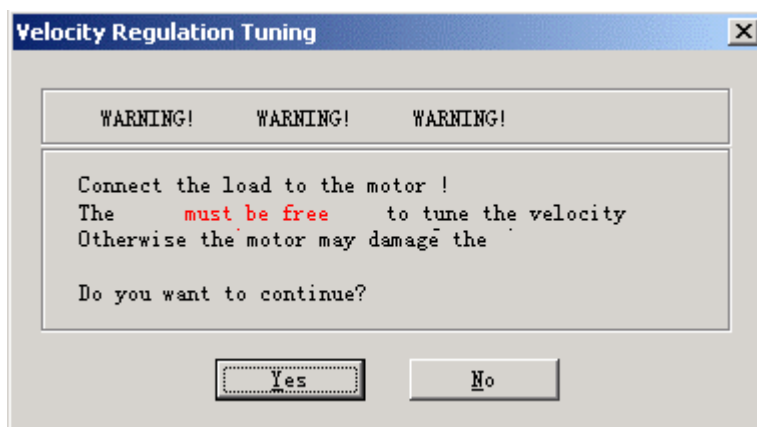 Velocity Regulation Tuning
WARNING! WARNING! WARNING!
Connect the load to the motor !
The must be free to tune the velocity
Otherwise the motor may damage the
Do you want to continue?
Yes No